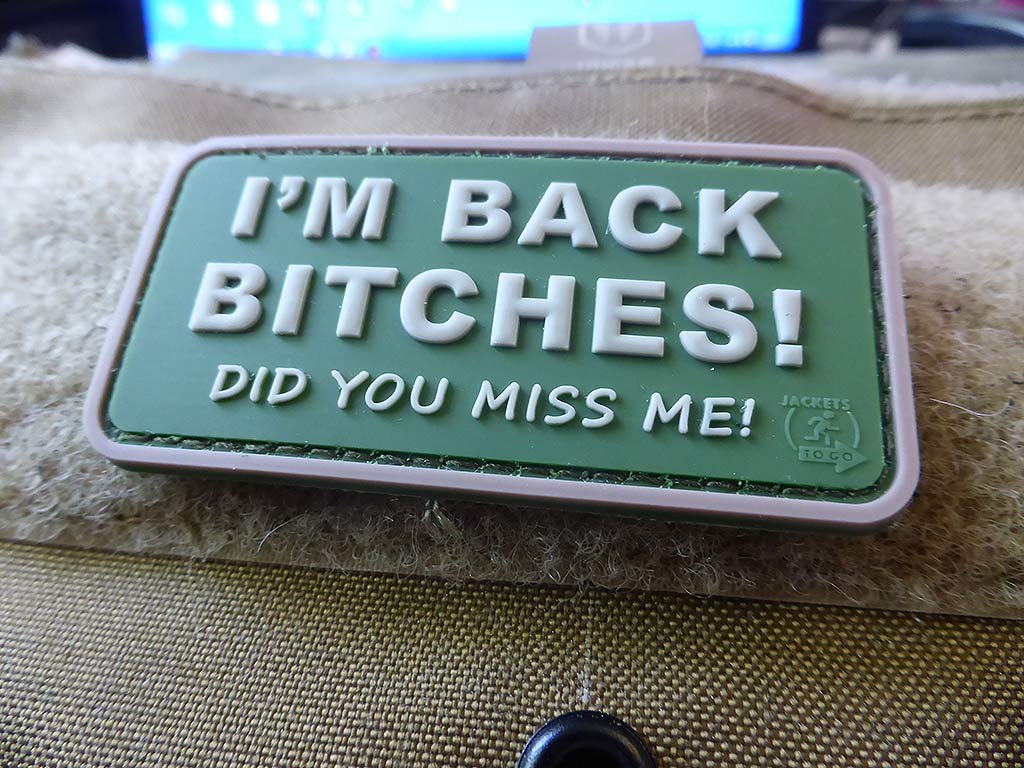 I'M BACK
BITCHES!
DID YOU MISS ME!
JACKETS
TO GO